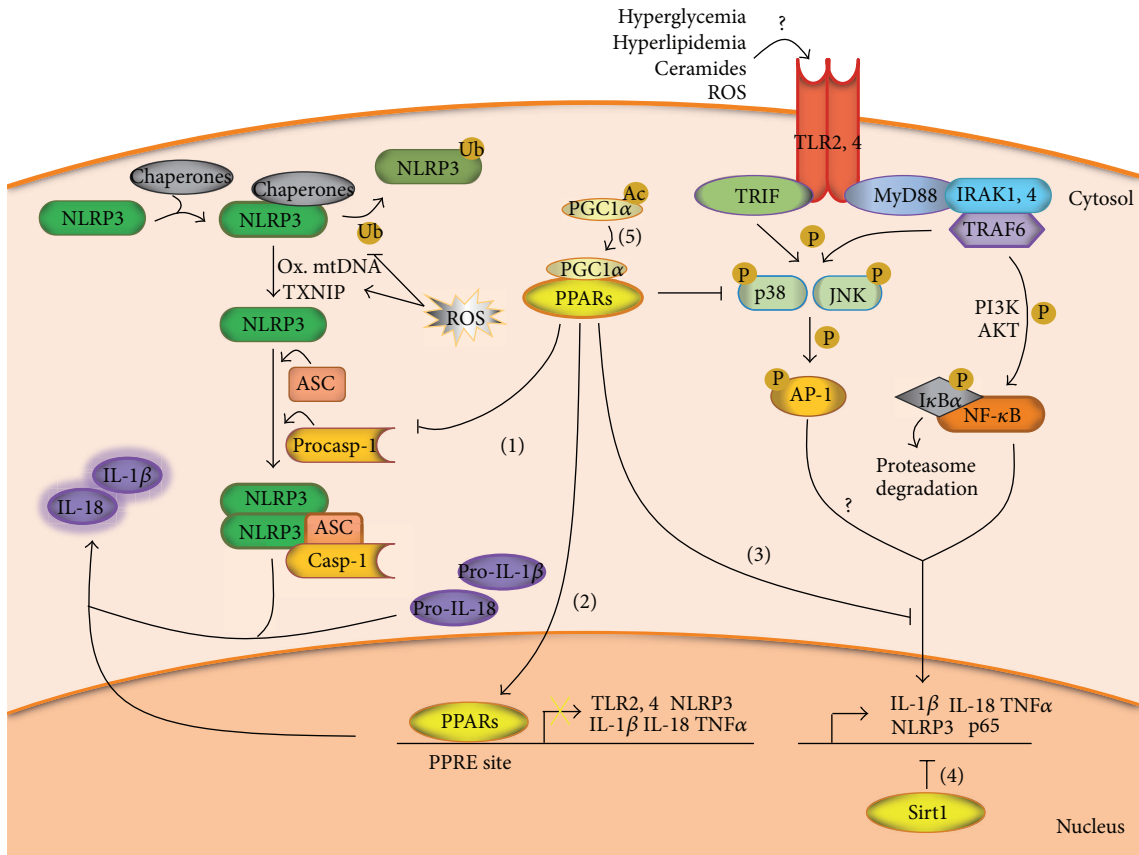 Hyperglycemia
Hyperlipidemia
Ceramides
ROS
?
TLR2, 4
TRIF
MyD88
IRAK1, 4
TRAF6
Cytosol
Chaperones
NLRP3
Chaperones
NLRP3
NLRP3
Ub
Ub
Ox. mtDNA
TXNIP
ROS
NLRP3
ASC
Procasp-1
NLRP3
NLRP3
ASC
Casp-1
IL-1β
IL-18
Pro-IL-1β
Pro-IL-18
PGC1α
Ac
(5)
PGC1α
PPARs
P
P
p38
P
JNK
P
P
AP-1
PI3K
AKT
P
P
IκBα
NF-κB
Proteasome
degradation
?
(1)
(2)
(3)
PPARs
PPRE site
TLR2, 4 NLRP3
IL-1β IL-18 TNFα
IL-1β IL-18 TNFα
NLRP3 p65
(4)
Sirt1
Nucleus